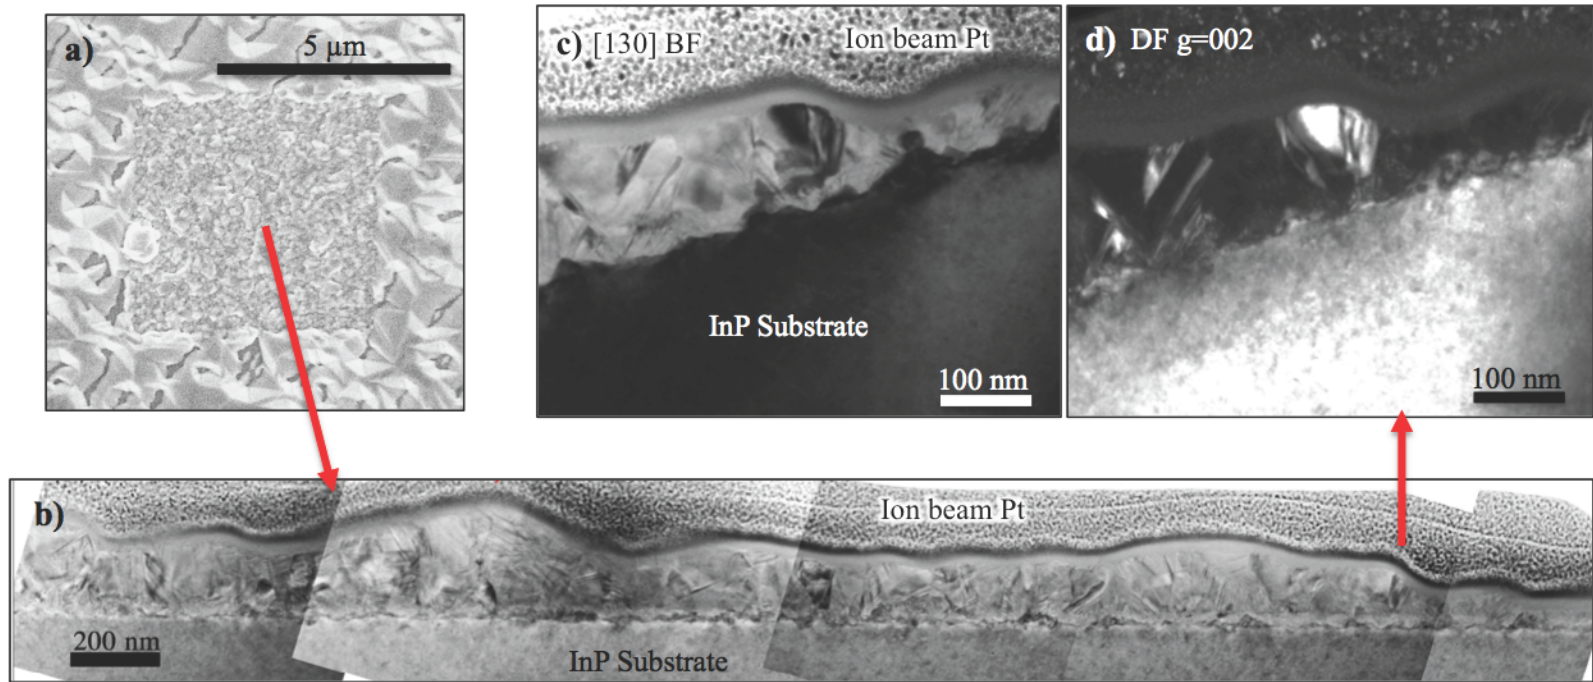 a)
5 µm
c) [130] BF
Ion beam Pt
InP Substrate
100 nm
d) DF g=002
100 nm
b)
Ion beam Pt
200 nm
InP Substrate